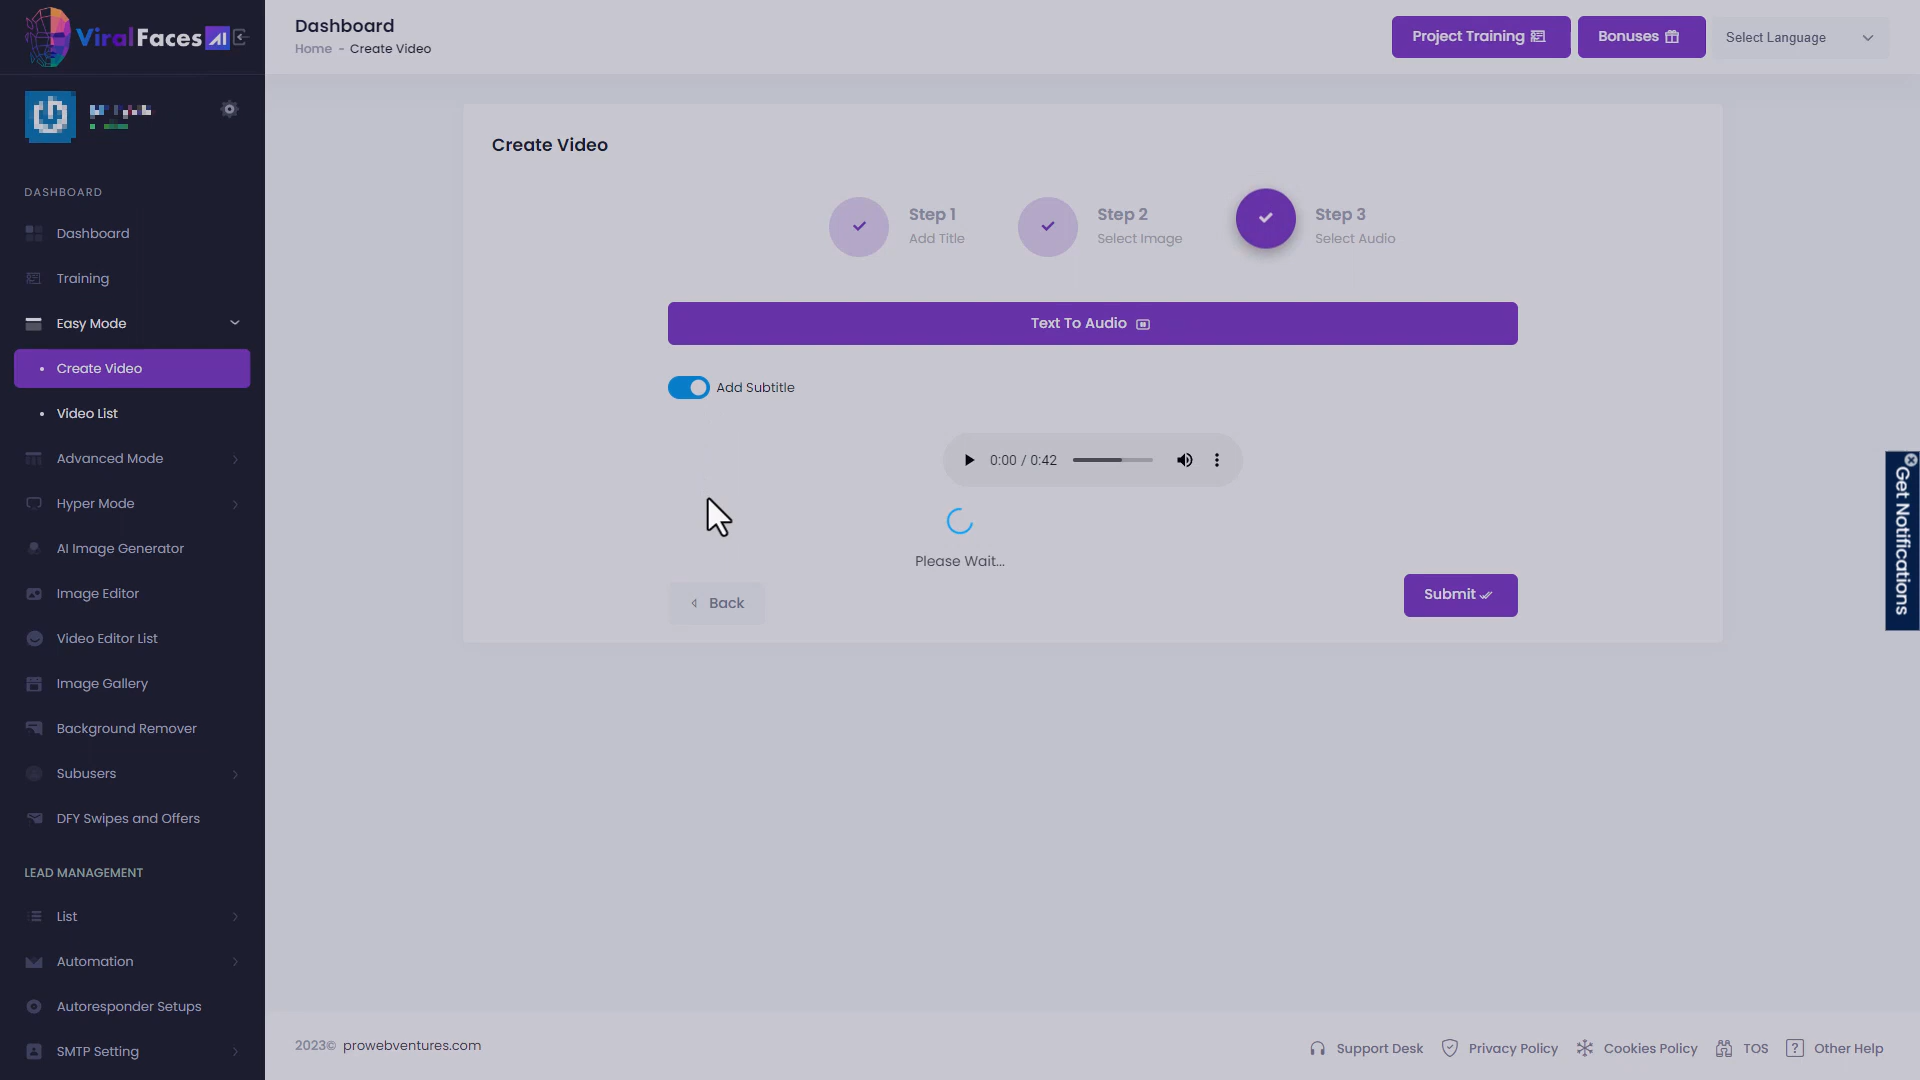 ViralFaces AI
DASHBOARD
Dashboard
Training
Easy Mode
Create Video
Video List
Advanced Mode
Hyper Mode
AI Image Generator
Image Editor
Video Editor List
Image Gallery
Background Remover
Subusers
DFY Swipes and Offers
LEAD MANAGEMENT
List
Automation
Autoresponder Setups
SMTP Setting
Dashboard
Home - Create Video
Project Training
Bonuses
Select Language
Create Video
Step 1
Add Title
Step 2
Select Image
Step 3
Select Audio
Text To Audio
Add Subtitle
0:00 / 0:42
Please Wait...
Back
Submit
Get Notifications
2023© prowebventures.com
Support Desk
Privacy Policy
Cookies Policy
TOS
Other Help